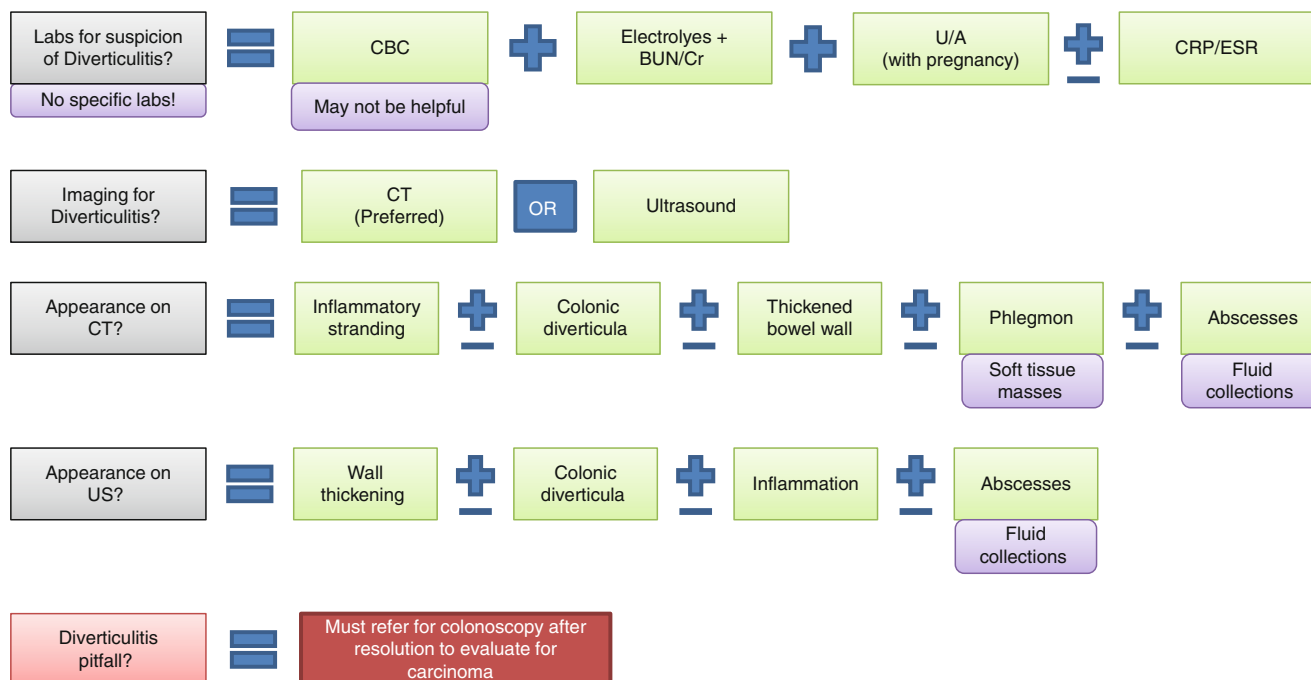 Labs for suspicion
of Diverticulitis?
No specific labs!
CBC
May not be helpful
Electrolyes +
BUN/Cr
U/A
(with pregnancy)
CRP/ESR
Imaging for
Diverticulitis?
CT
(Preferred)
OR
Ultrasound
Appearance on
CT?
Inflammatory
stranding
Colonic
diverticula
Thickened
bowel wall
Phlegmon
Soft tissue
masses
Abscesses
Fluid
collections
Appearance on
US?
Wall
thickening
Colonic
diverticula
Inflammation
Abscesses
Fluid
collections
Diverticulitis
pitfall?
Must refer for colonoscopy after
resolution to evaluate for
carcinoma